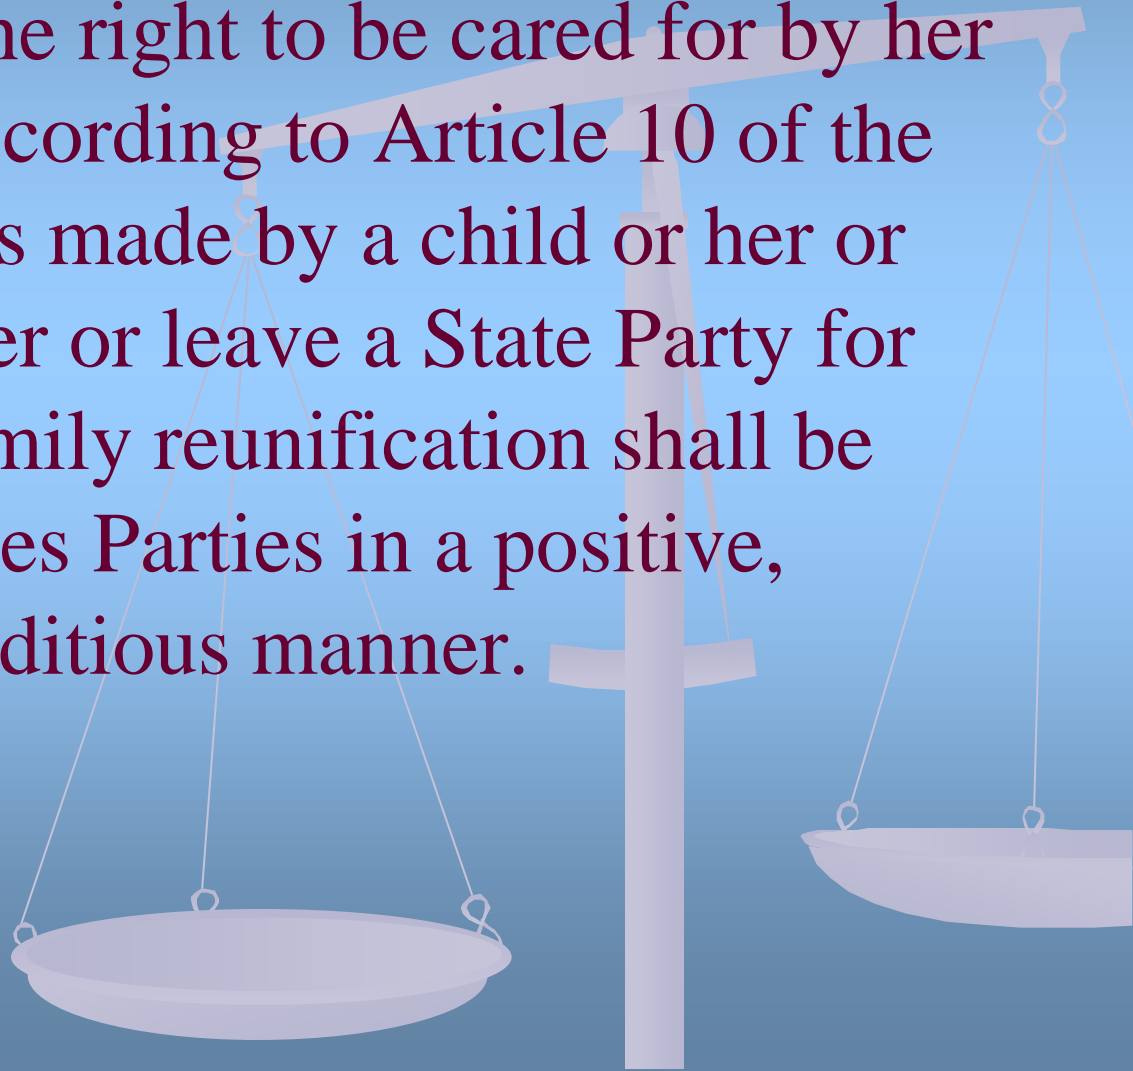 he right to be cared for by her
cording to Article 10 of the
s made by a child or her or
er or leave a State Party for
mily reunification shall be
es Parties in a positive,
ditious manner.